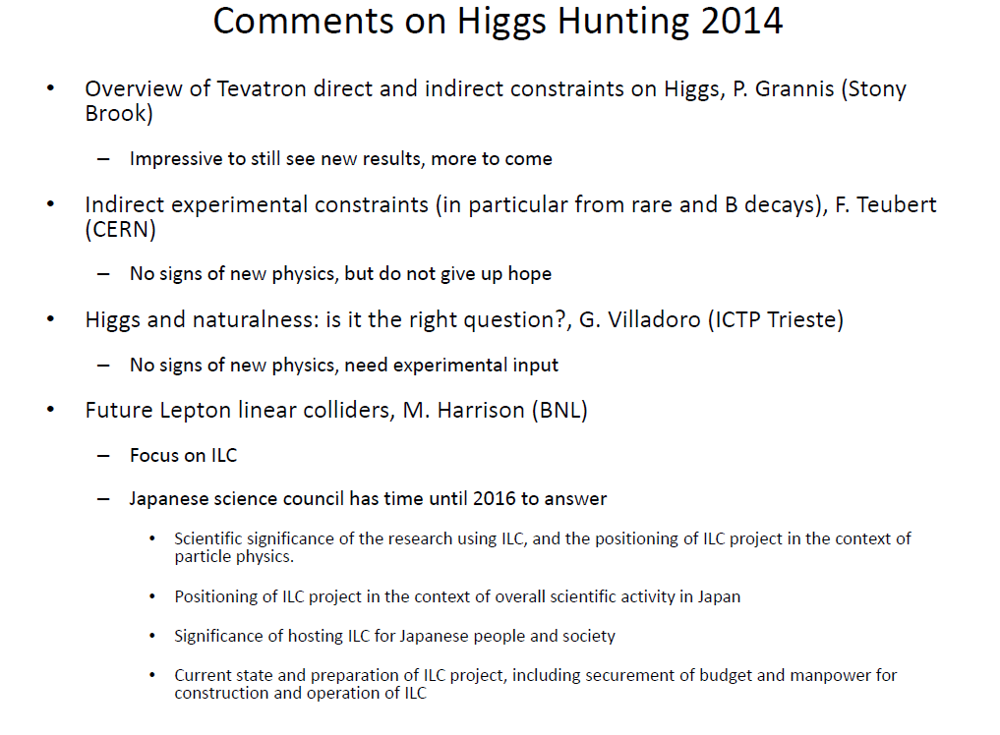 Comments on Higgs Hunting 2014
• Overview of Tevatron direct and indirect constraints on Higgs, P. Grannis (Stony
Brook)
– Impressive to still see new results, more to come
• Indirect experimental constraints (in particular from rare and B decays), F. Teubert
(CERN)
– No signs of new physics, but do not give up hope
• Higgs and naturalness: is it the right question?, G. Villadoro (ICTP Trieste)
– No signs of new physics, need experimental input
• Future Lepton linear colliders, M. Harrison (BNL)
– Focus on ILC
– Japanese science council has time until 2016 to answer
• Scientific significance of the research using ILC, and the positioning of ILC project in the context of
particle physics.
• Positioning of ILC project in the context of overall scientific activity in Japan
• Significance of hosting ILC for Japanese people and society
• Current state and preparation of ILC project, including securement of budget and manpower for
construction and operation of ILC